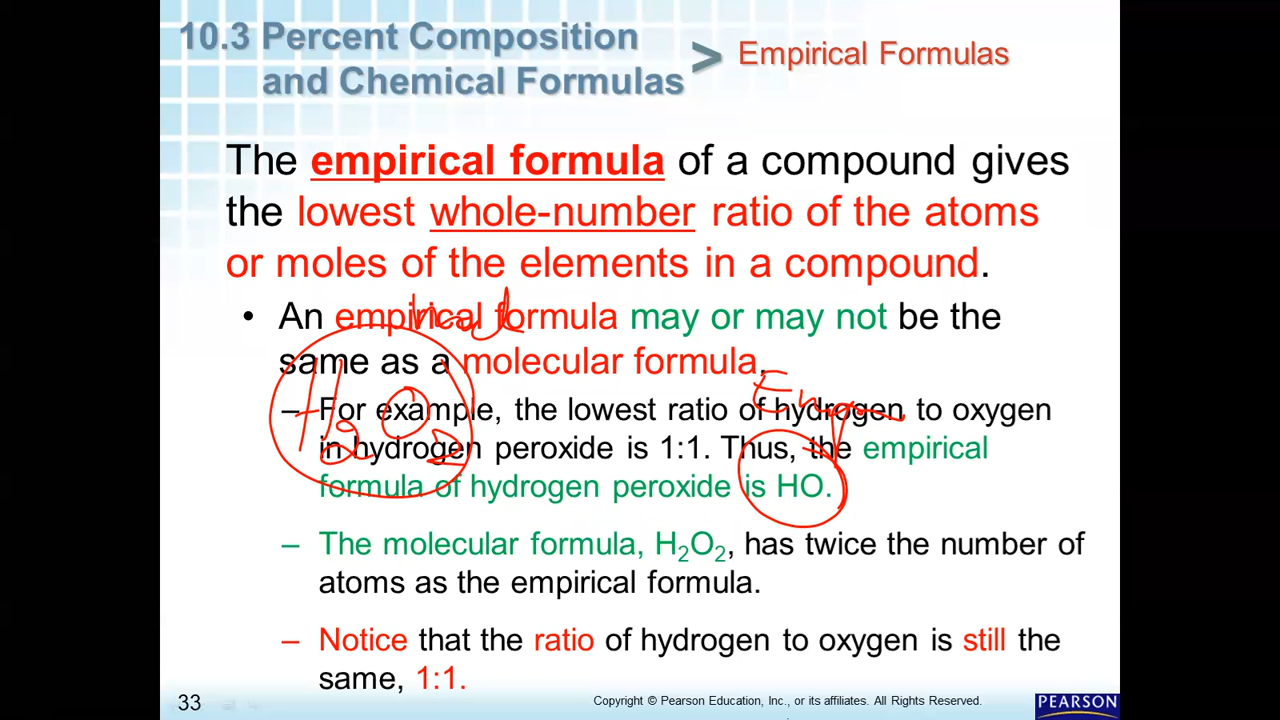 10.3 Percent Composition
and Chemical Formulas
> Empirical Formulas
The empirical formula of a compound gives
the lowest whole-number ratio of the atoms
or moles of the elements in a compound.
• An empirical formula may or may not be the
same as a molecular formula.
– For example, the lowest ratio of hydrogen to oxygen
in hydrogen peroxide is 1:1. Thus, the empirical
formula of hydrogen peroxide is HO.
H2O2
– The molecular formula, H₂O₂, has twice the number of
atoms as the empirical formula.
– Notice that the ratio of hydrogen to oxygen is still the
same, 1:1.
33
Copyright © Pearson Education, Inc., or its affiliates. All Rights Reserved.
PEARSON